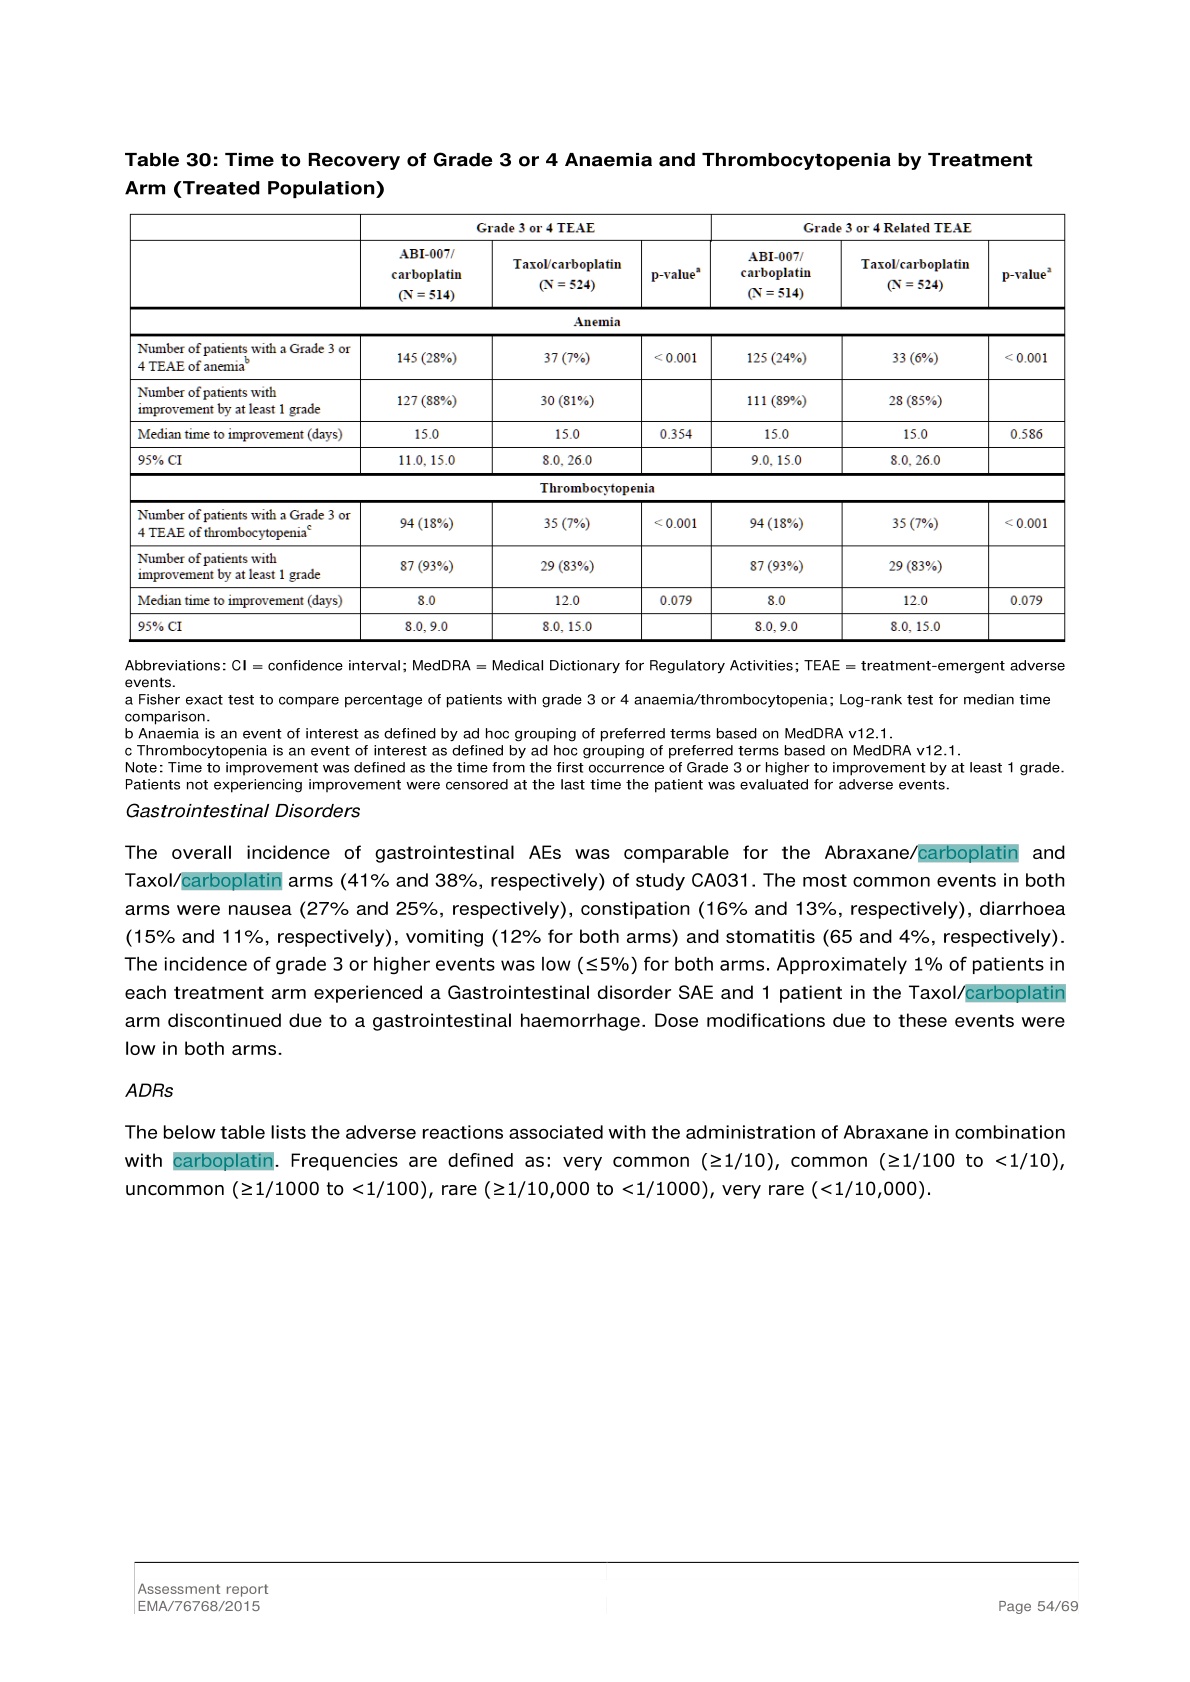 Table 30: Time to Recovery of Grade 3 or 4 Anaemia and Thrombocytopenia by Treatment
Arm (Treated Population)
Grade 3 or 4 TEAE Grade 3 or 4 Related TEAE
ABI-007/ carboplatin (N = 514) Taxol/carboplatin (N = 524) p-valueª ABI-007/ carboplatin (N = 514) Taxol/carboplatin (N = 524) p-valueª
Anemia
Number of patients with a Grade 3 or
4 TEAE of anemiaᵇ 145 (28%) 37 (7%) < 0.001 125 (24%) 33 (6%) < 0.001
Number of patients with
improvement by at least 1 grade 127 (88%) 30 (81%) 111 (89%) 28 (85%)
Median time to improvement (days) 15.0 15.0 0.354 15.0 15.0 0.586
95% CI 11.0, 15.0 8.0, 26.0 9.0, 15.0 8.0, 26.0
Thrombocytopenia
Number of patients with a Grade 3 or
4 TEAE of thrombocytopeniaᶜ 94 (18%) 35 (7%) < 0.001 94 (18%) 35 (7%) < 0.001
Number of patients with
improvement by at least 1 grade 87 (93%) 29 (83%) 87 (93%) 29 (83%)
Median time to improvement (days) 8.0 12.0 0.079 8.0 12.0 0.079
95% CI 8.0, 9.0 8.0, 15.0 8.0, 9.0 8.0, 15.0
Abbreviations: CI = confidence interval; MedDRA = Medical Dictionary for Regulatory Activities; TEAE = treatment-emergent adverse
events.
a Fisher exact test to compare percentage of patients with grade 3 or 4 anaemia/thrombocytopenia; Log-rank test for median time
comparison.
b Anaemia is an event of interest as defined by ad hoc grouping of preferred terms based on MedDRA v12.1.
c Thrombocytopenia is an event of interest as defined by ad hoc grouping of preferred terms based on MedDRA v12.1.
Note: Time to improvement was defined as the time from the first occurrence of Grade 3 or higher to improvement by at least 1 grade.
Patients not experiencing improvement were censored at the last time the patient was evaluated for adverse events.
Gastrointestinal Disorders
The overall incidence of gastrointestinal AEs was comparable for the Abraxane/carboplatin and
Taxol/carboplatin arms (41% and 38%, respectively) of study CA031. The most common events in both
arms were nausea (27% and 25%, respectively), constipation (16% and 13%, respectively), diarrhoea
(15% and 11%, respectively), vomiting (12% for both arms) and stomatitis (65 and 4%, respectively).
The incidence of grade 3 or higher events was low (≤5%) for both arms. Approximately 1% of patients in
each treatment arm experienced a Gastrointestinal disorder SAE and 1 patient in the Taxol/carboplatin
arm discontinued due to a gastrointestinal haemorrhage. Dose modifications due to these events were
low in both arms.
ADRs
The below table lists the adverse reactions associated with the administration of Abraxane in combination
with carboplatin. Frequencies are defined as: very common (≥1/10), common (≥1/100 to <1/10),
uncommon (≥1/1000 to <1/100), rare (≥1/10,000 to <1/1000), very rare (<1/10,000).
Assessment report
EMA/76768/2015 Page 54/69